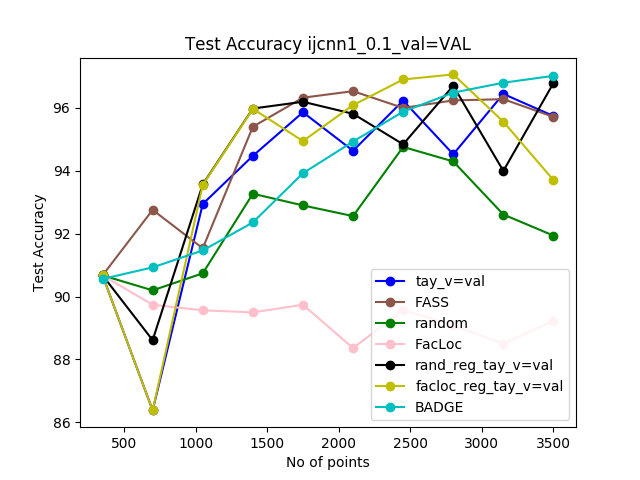 Test Accuracy ijcnn1_0.1_val=VAL
Test Accuracy
96
94
92
90
88
86
tay_v=val
FASS
random
FacLoc
rand_reg_tay_v=val
facloc_reg_tay_v=val
BADGE
500 1000 1500 2000 2500 3000 3500
No of points